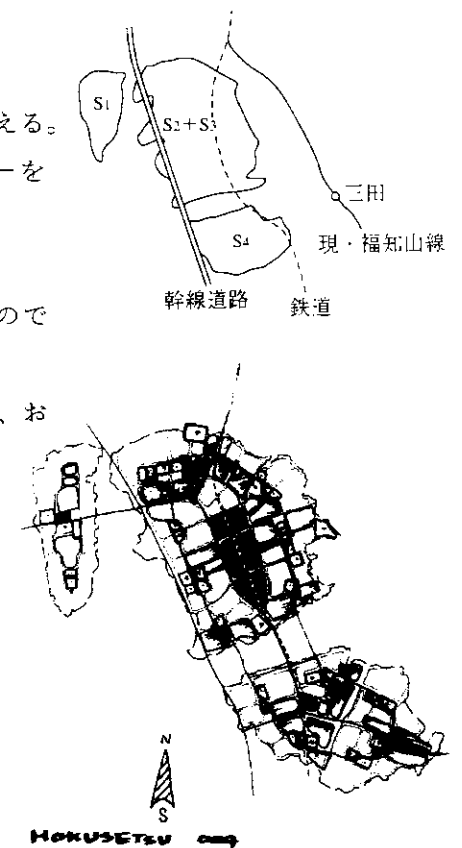 える。
ーを
ので
、お
S1
S2+S3
S4
三田
現・福知山線
幹線道路
鉄道
N
S
HOKUSETSU